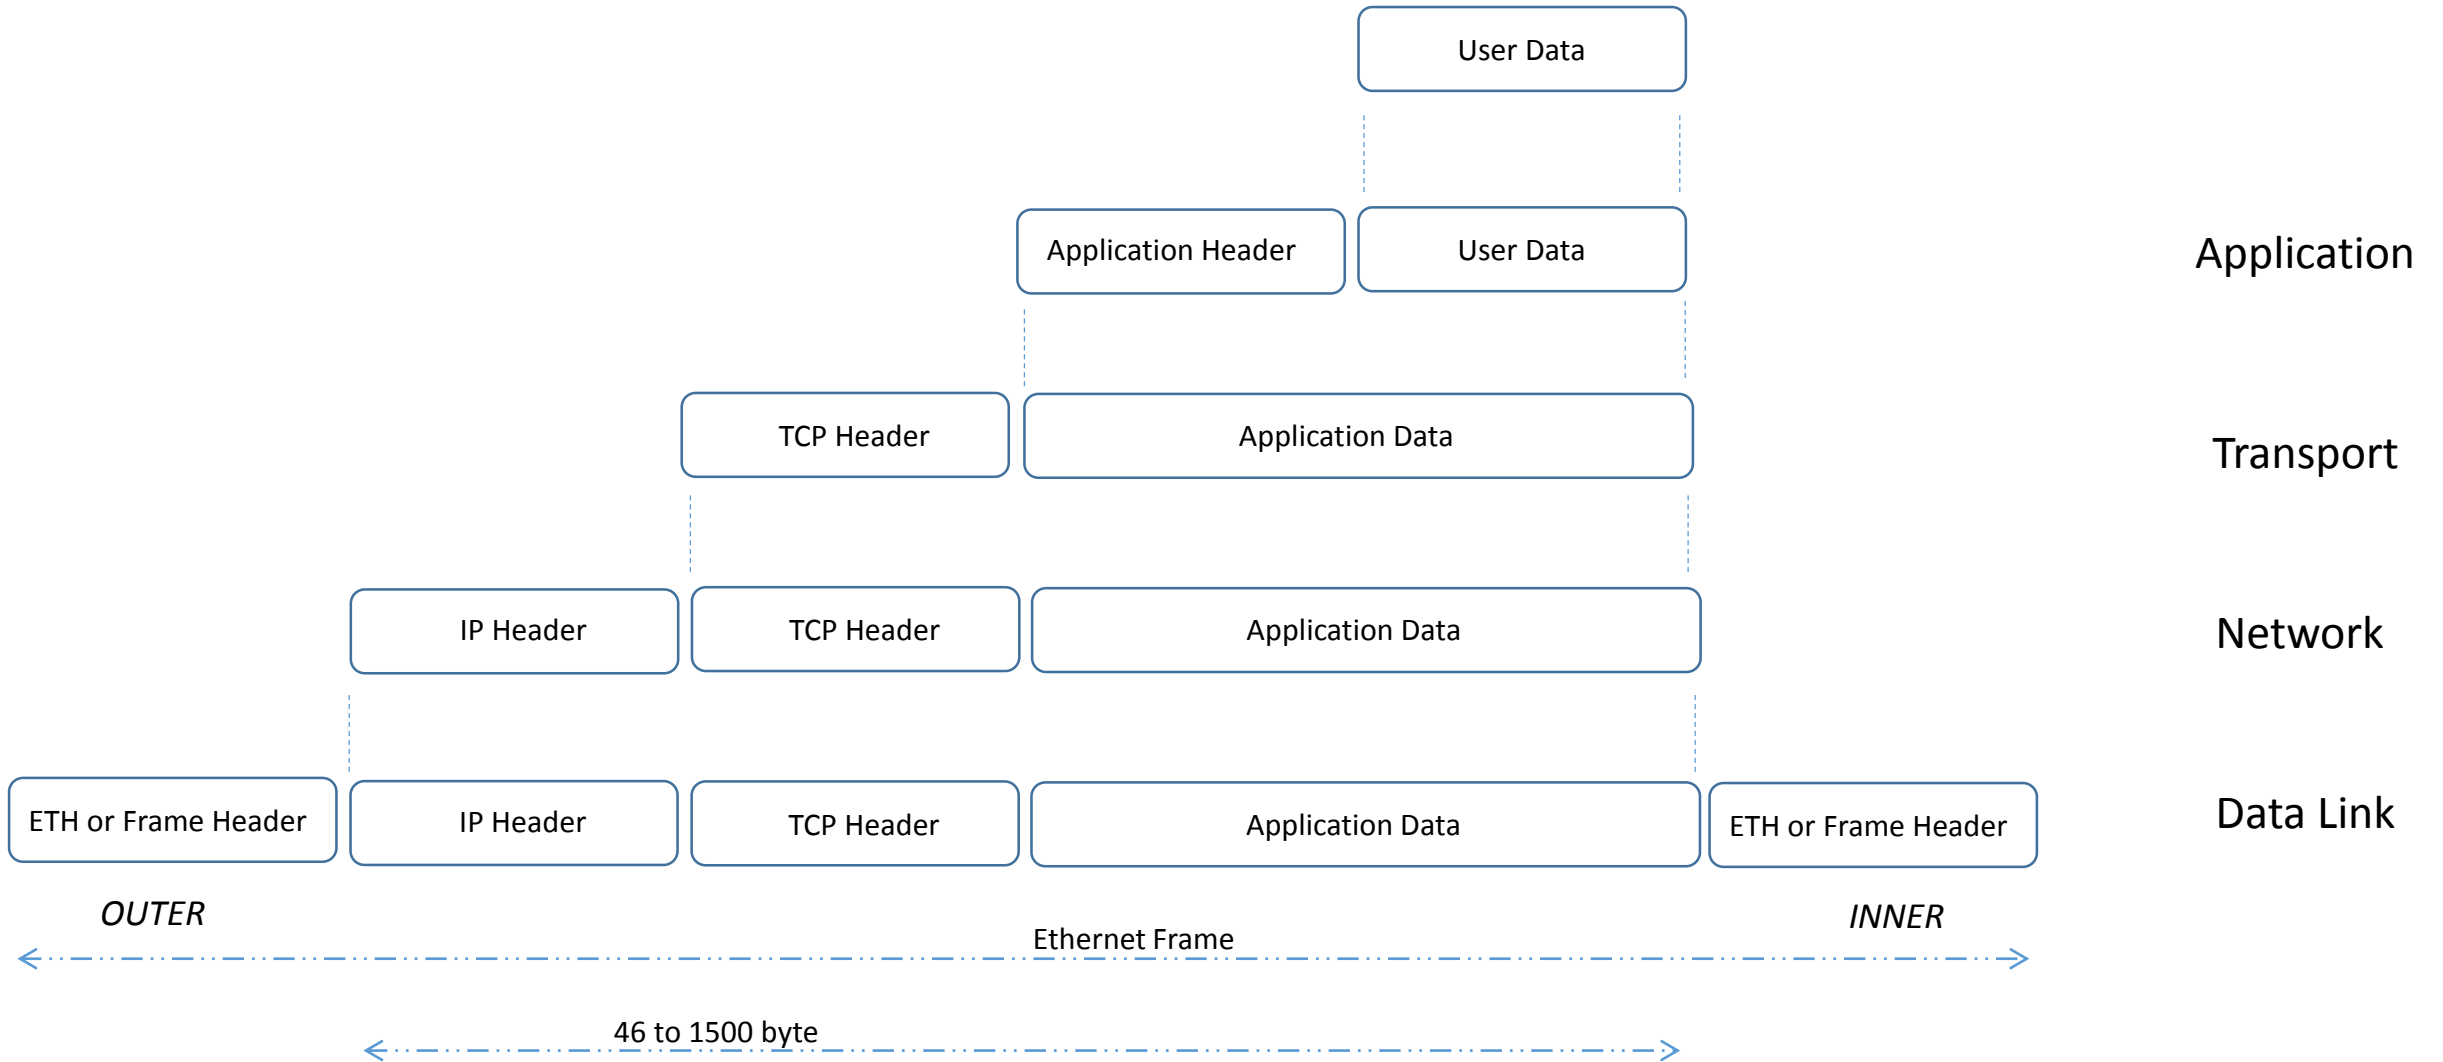 User Data
Application Header
User Data
Application
TCP Header
Application Data
Transport
IP Header
TCP Header
Application Data
Network
ETH or Frame Header
IP Header
TCP Header
Application Data
ETH or Frame Header
Data Link
OUTER
INNER
Ethernet Frame
46 to 1500 byte